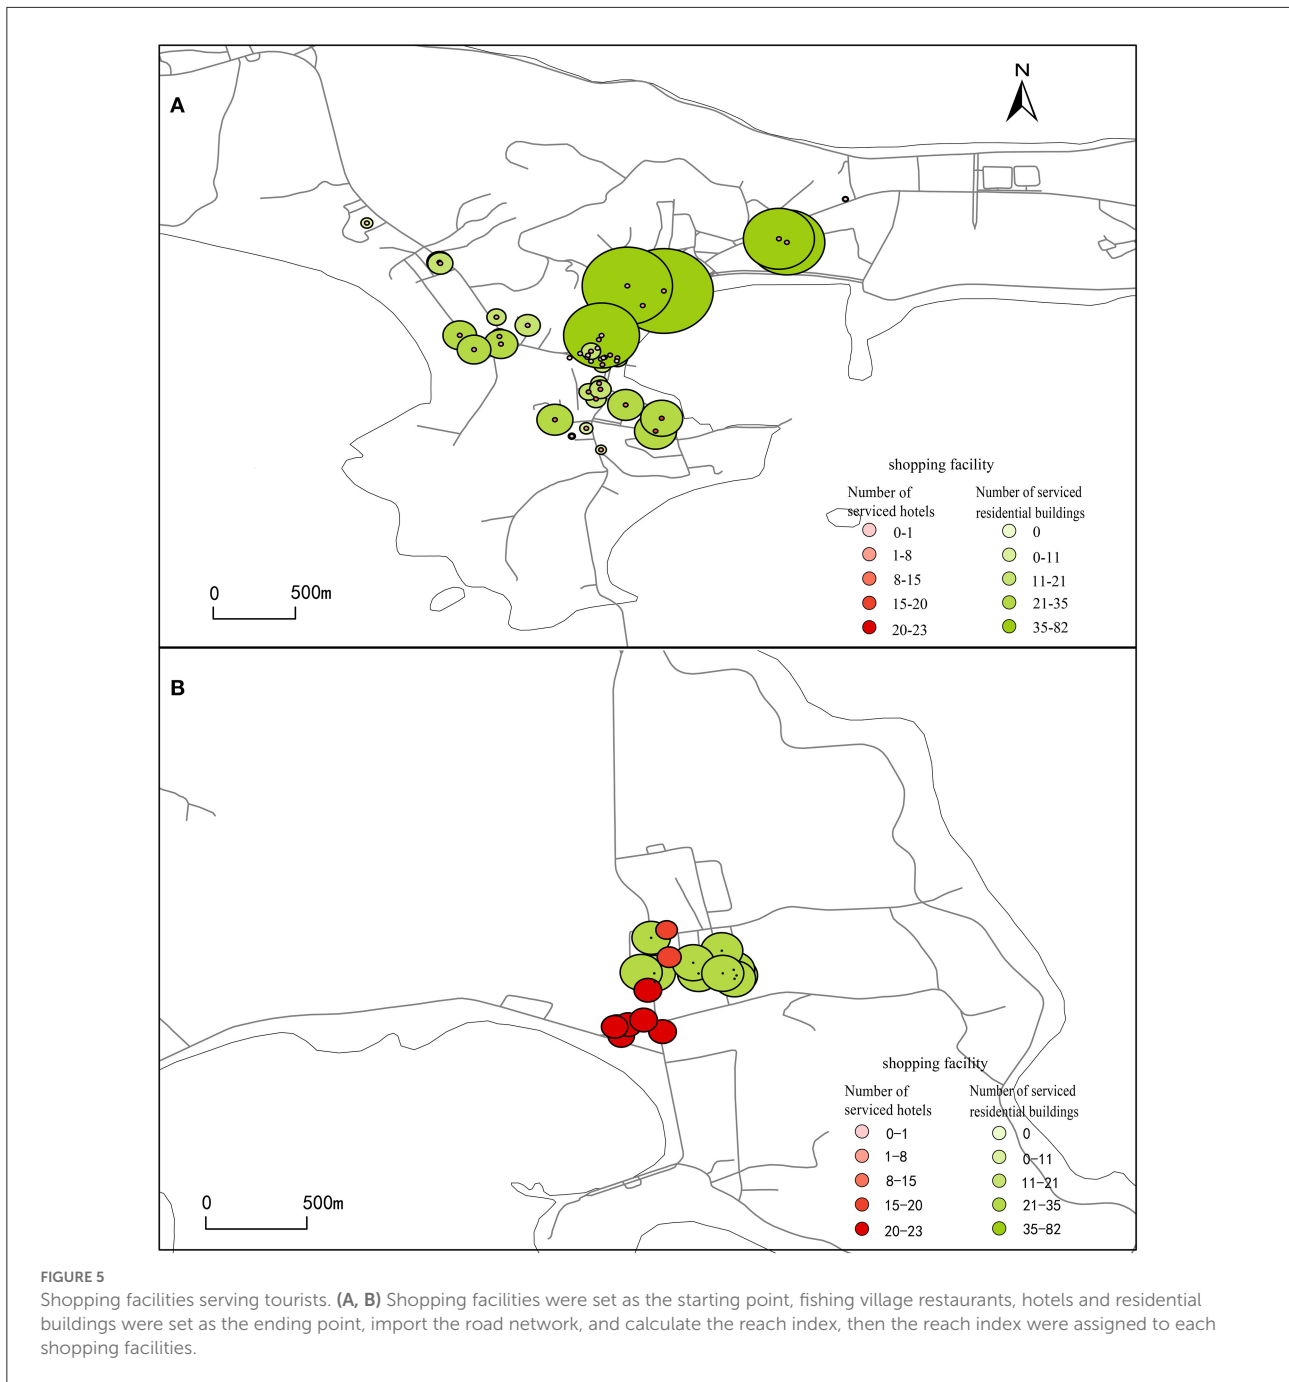 A
N
shopping facility
Number of
serviced hotels
0-1
1-8
8-15
15-20
20-23
Number of serviced
residential buildings
0
0-11
11-21
21-35
35-82
0 500m
B
shopping facility
Number of
serviced hotels
0-1
1-8
8-15
15-20
20-23
Number of serviced
residential buildings
0
0-11
11-21
21-35
35-82
0 500m
FIGURE 5
Shopping facilities serving tourists. (A, B) Shopping facilities were set as the starting point, fishing village restaurants, hotels and residential
buildings were set as the ending point, import the road network, and calculate the reach index, then the reach index were assigned to each
shopping facilities.